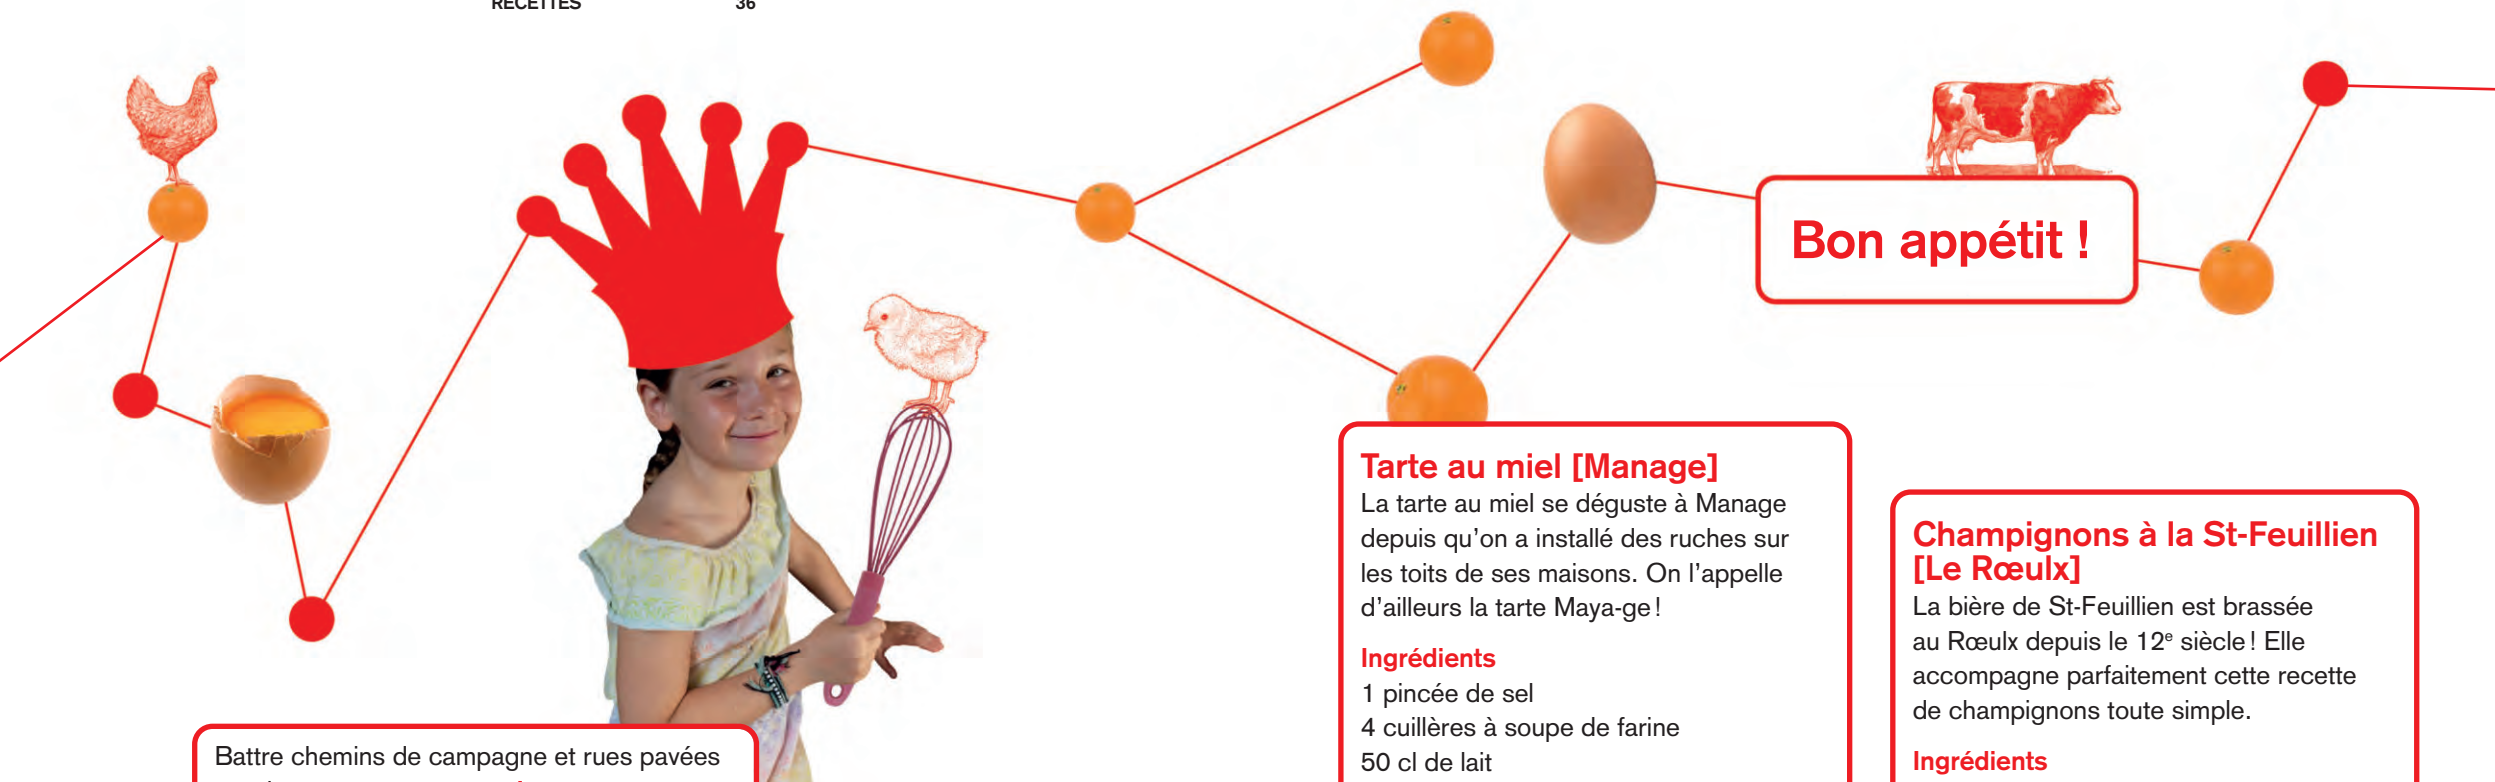 RECETTES 36
Bon appétit !
Battre chemins de campagne et rues pavées
Tarte au miel [Manage]
La tarte au miel se déguste à Manage
depuis qu'on a installé des ruches sur
les toits de ses maisons. On l'appelle
d'ailleurs la tarte Maya-ge !
Ingrédients
1 pincée de sel
4 cuillères à soupe de farine
50 cl de lait
Champignons à la St-Feuillien
[Le Rœulx]
La bière de St-Feuillien est brassée
au Rœulx depuis le 12e siècle ! Elle
accompagne parfaitement cette recette
de champignons toute simple.
Ingrédients